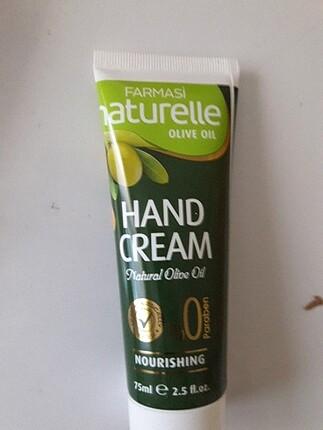 FARMASİ
naturelle
OLIVE OIL
HAND
CREAM
Natural Olive Oil
%0
Paraben
NOURISHING
75ml e 2.5 fl.oz.